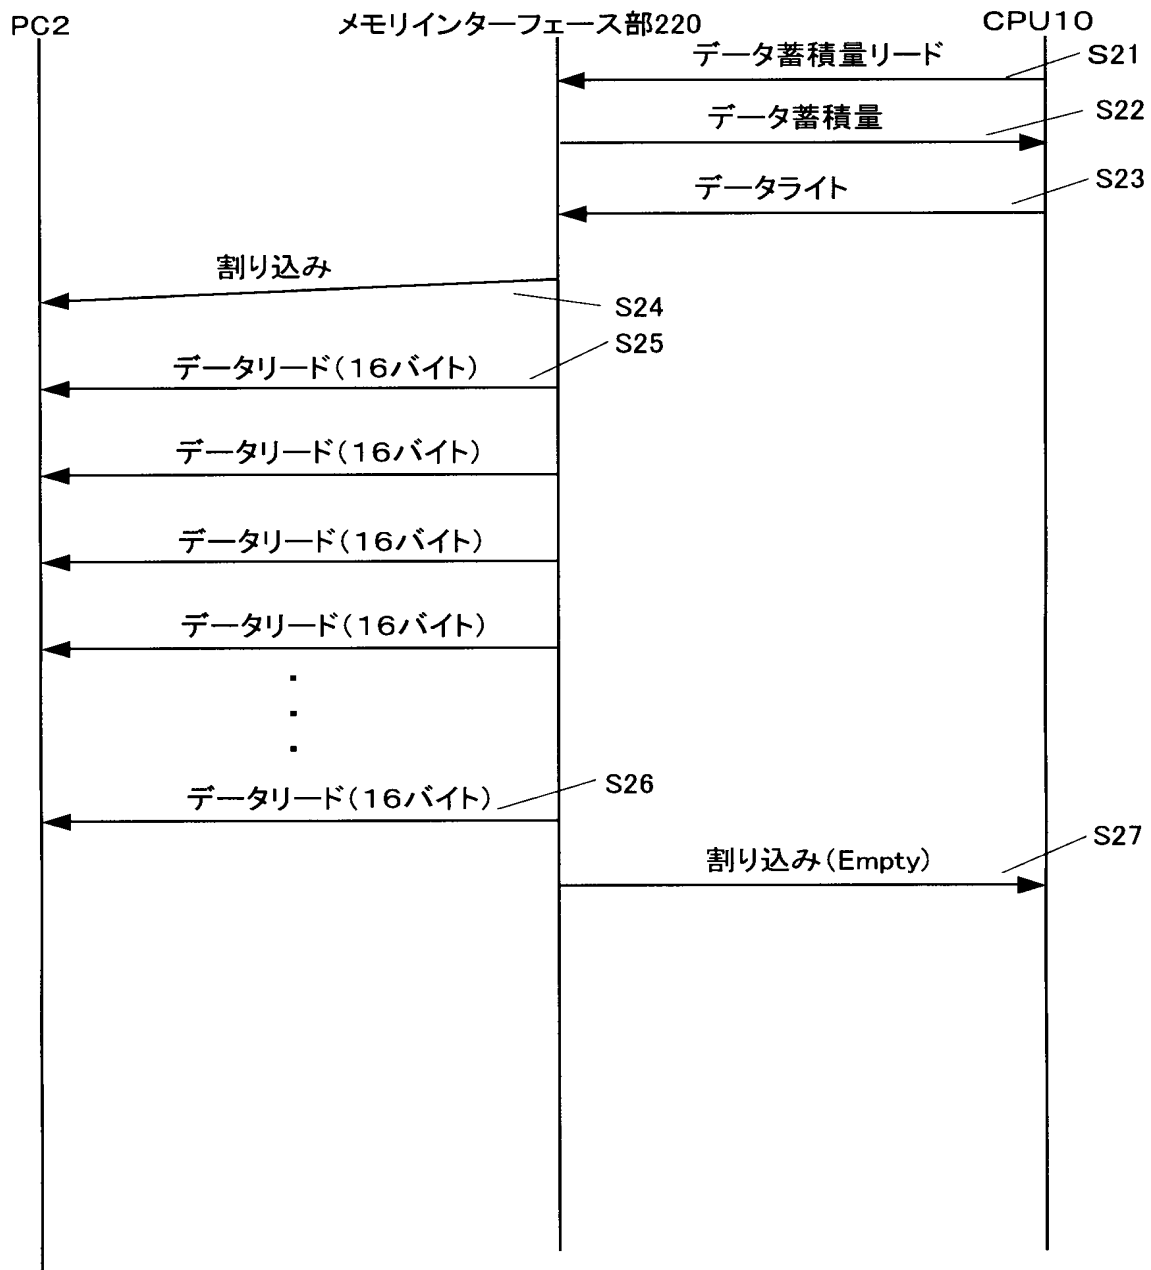 PC2 メモリインターフェース部220 CPU10
データ蓄積量リード S21
データ蓄積量 S22
データライト S23
割り込み
S24
S25
データリード(16バイト)
データリード(16バイト)
データリード(16バイト)
データリード(16バイト)
データリード(16バイト) S26
割り込み(Empty) S27